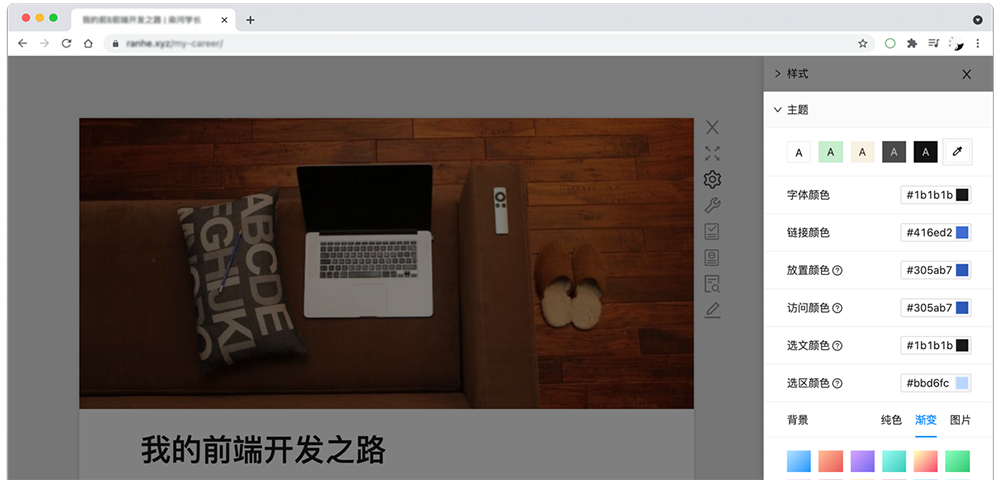 我的前端前端开发之路 | 染河学长
ranhe.xyz/my-career/
样式
主题
A A A A A
字体颜色 #1b1b1b
链接颜色 #416ed2
放置颜色 #305ab7
访问颜色 #305ab7
选文颜色 #1b1b1b
选区颜色 #bbd6fc
背景 纯色 渐变 图片
ABCDE
FGHIJKL
我的前端开发之路